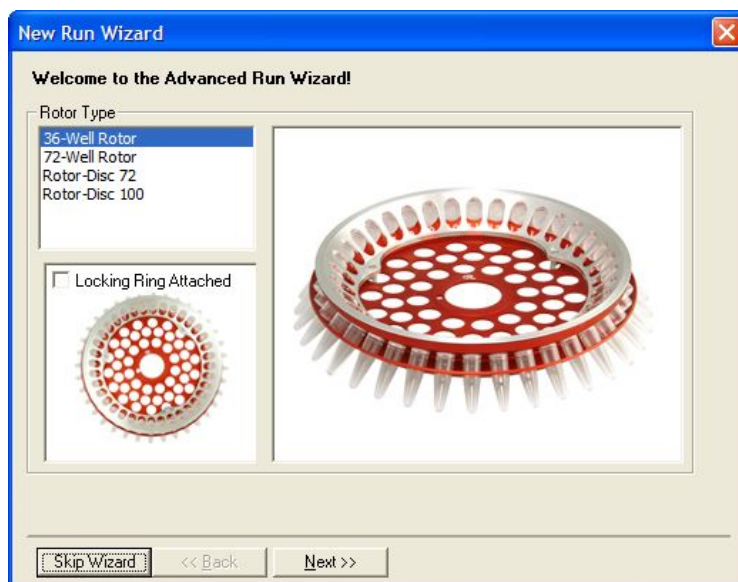 New Run Wizard
Welcome to the Advanced Run Wizard!
Rotor Type
36-Well Rotor
72-Well Rotor
Rotor-Disc 72
Rotor-Disc 100
Locking Ring Attached
Skip Wizard
<< Back
Next >>